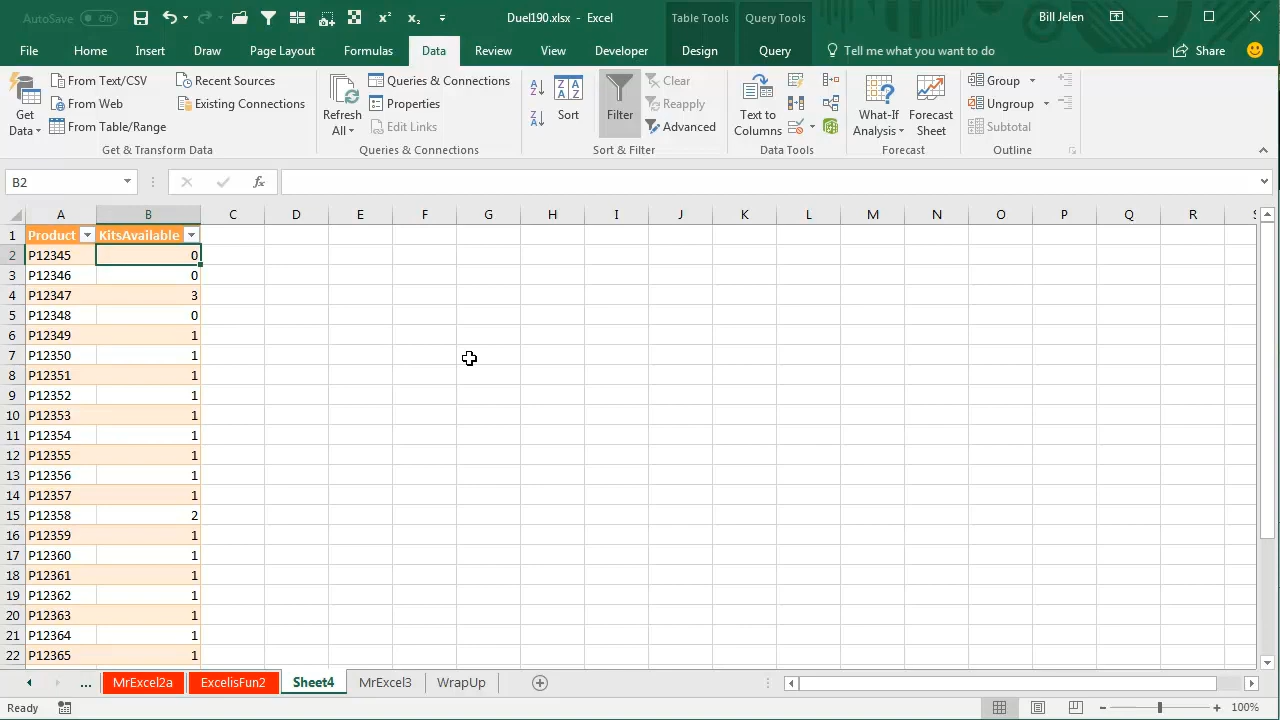 AutoSave Off
Duel190.xlsx - Excel
Table Tools
Query Tools
Bill Jelen
File Home Insert Draw Page Layout Formulas Data Review View Developer Design Query Tell me what you want to do Share
From Text/CSV Recent Sources Queries & Connections Clear Group
From Web Existing Connections Properties Reapply Ungroup
From Table/Range Edit Links Advanced Subtotal
Get Data
Refresh All
Sort
Filter
Text to Columns
What-If Analysis
Forecast Sheet
Get & Transform Data Queries & Connections Sort & Filter Data Tools Forecast Outline
B2 fx
A B C D E F G H I J K L M N O P Q R S
1 Product KitsAvailable
2 P12345 0
3 P12346 0
4 P12347 3
5 P12348 0
6 P12349 1
7 P12350 1
8 P12351 1
9 P12352 1
10 P12353 1
11 P12354 1
12 P12355 1
13 P12356 1
14 P12357 1
15 P12358 2
16 P12359 1
17 P12360 1
18 P12361 1
19 P12362 1
20 P12363 1
21 P12364 1
22 P12365 1
... MrExcel2a ExcelisFun2 Sheet4 MrExcel3 WrapUp
Ready 100%